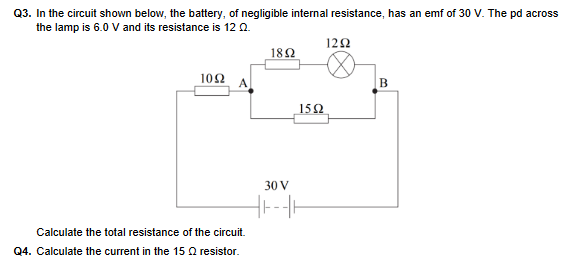 Q3. In the circuit shown below, the battery, of negligible internal resistance, has an emf of 30 V. The pd across
the lamp is 6.0 V and its resistance is 12 Ω.
12Ω
18Ω
10Ω A
B
15Ω
30 V
Calculate the total resistance of the circuit.
Q4. Calculate the current in the 15 Ω resistor.